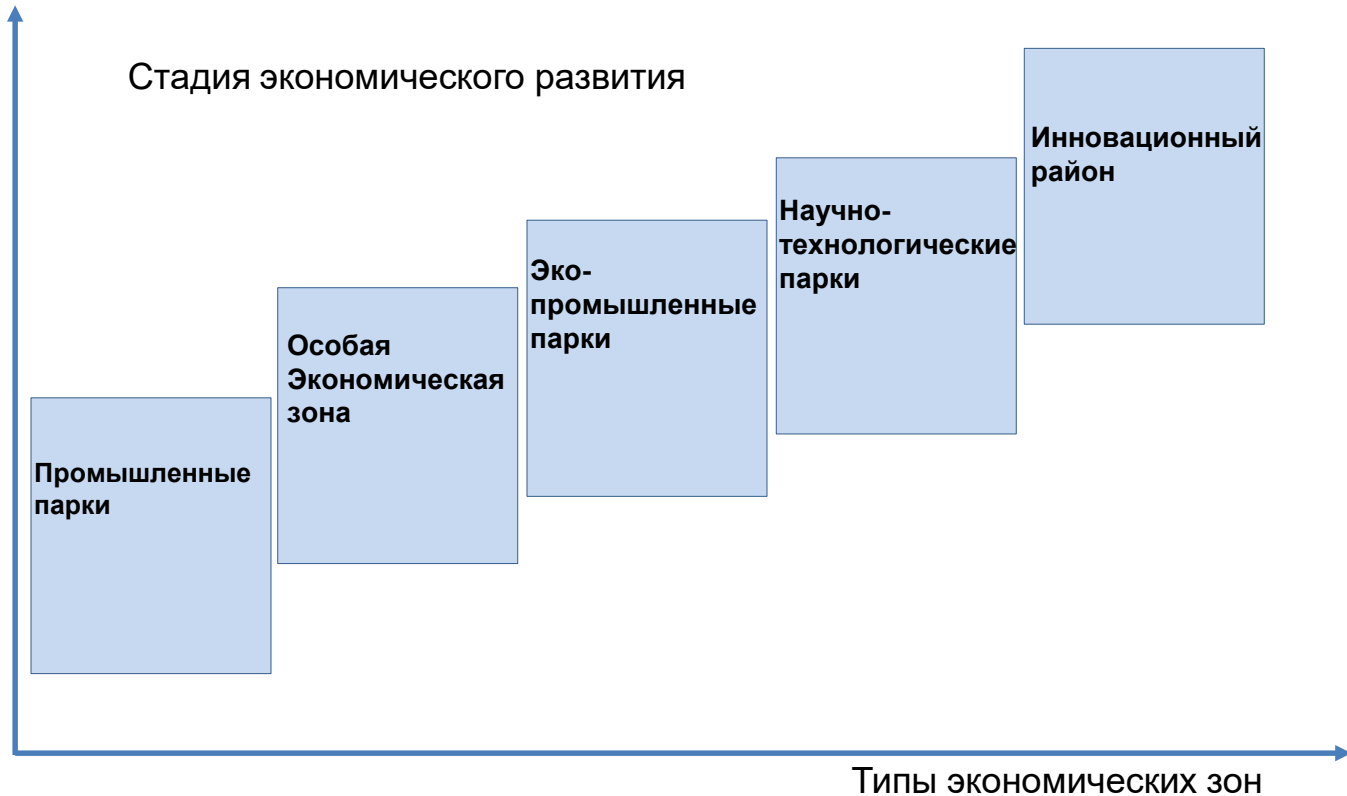 Стадия экономического развития
Промышленные
парки
Особая
Экономическая
зона
Эко-
промышленные
парки
Научно-
технологические
парки
Инновационный
район
Типы экономических зон